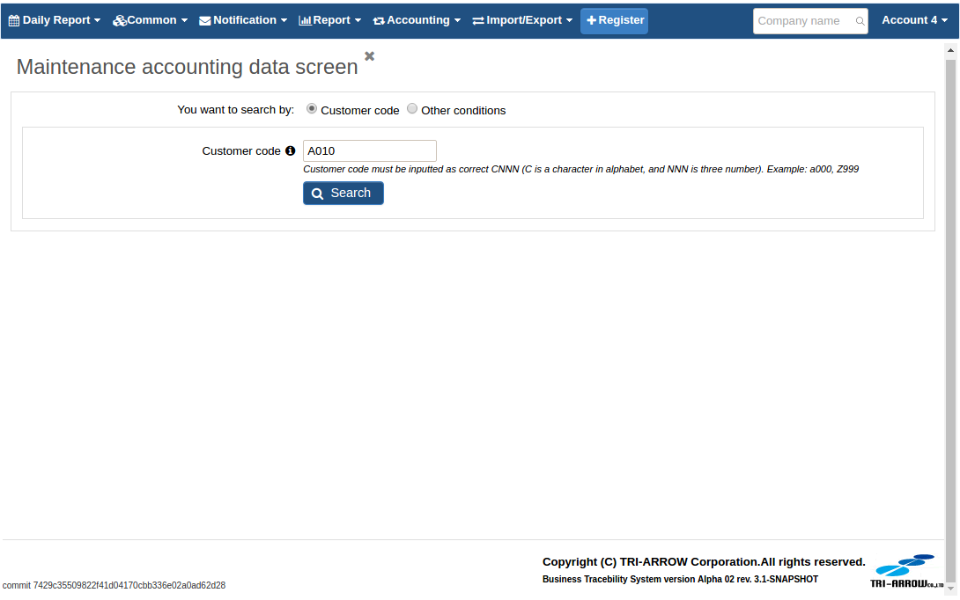 Daily Report Common Notification Report Accounting Import/Export Register Company name Account 4
Maintenance accounting data screen
You want to search by: Customer code Other conditions
Customer code A010
Customer code must be inputted as correct CNNN (C is a character in alphabet, and NNN is three number). Example: a000, Z999
Search
Copyright (C) TRI-ARROW Corporation.All rights reserved.
Business Tracebility System version Alpha 02 rev. 3.1-SNAPSHOT
TRI-ARROW CO.,LTD
commit 7429c35509822f41d04170cbb336e02a0ad62d28